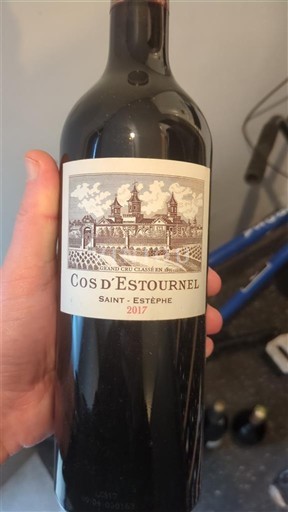 GRAND CRU CLASSÉ EN 1855
COS D'ESTOURNEL
SAINT - ESTÈPHE
2017